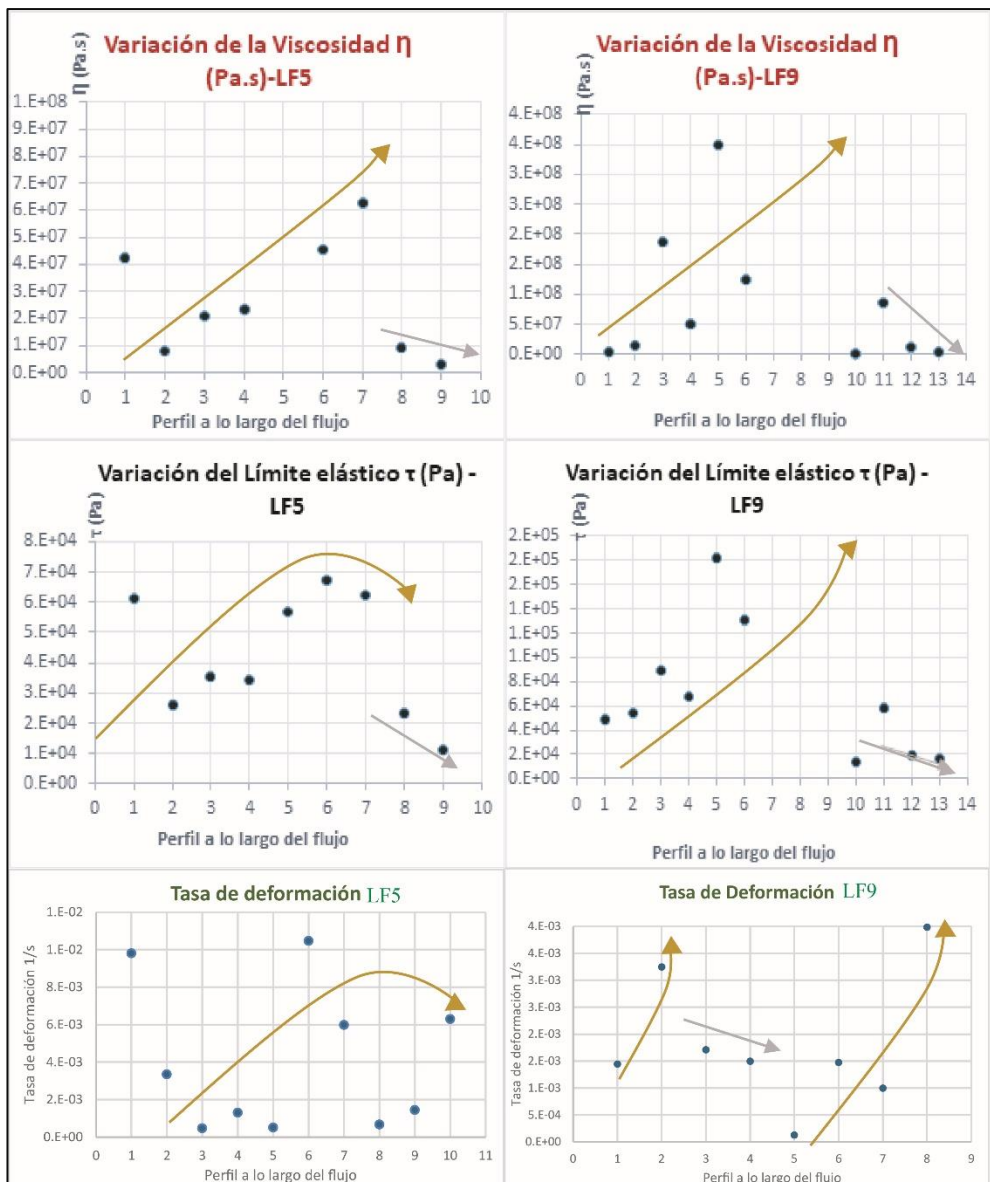 Variación de la Viscosidad η
(Pa.s)-LF5
η (Pa.s)
1.E+08
9.E+07
8.E+07
7.E+07
6.E+07
5.E+07
4.E+07
3.E+07
2.E+07
1.E+07
0.E+00
0 1 2 3 4 5 6 7 8 9 10
Perfil a lo largo del flujo
Variación de la Viscosidad η
(Pa.s)-LF9
η (Pa.s)
4.E+08
4.E+08
3.E+08
3.E+08
2.E+08
2.E+08
1.E+08
5.E+07
0.E+00
0 1 2 3 4 5 6 7 8 9 10 11 12 13 14
Perfil a lo largo del flujo
Variación del Límite elástico τ (Pa) -
LF5
τ (Pa)
8.E+04
7.E+04
6.E+04
5.E+04
4.E+04
3.E+04
2.E+04
1.E+04
0.E+00
0 1 2 3 4 5 6 7 8 9 10
Perfil a lo largo del flujo
Variación del Límite elástico τ (Pa) -
LF9
τ (Pa)
2.E+05
2.E+05
2.E+05
1.E+05
1.E+05
1.E+05
8.E+04
6.E+04
4.E+04
2.E+04
0.E+00
0 1 2 3 4 5 6 7 8 9 10 11 12 13 14
Perfil a lo largo del flujo
Tasa de deformación LF5
Tasa de deformación 1/s
1.E-02
1.E-02
8.E-03
6.E-03
4.E-03
2.E-03
0.E+00
0 1 2 3 4 5 6 7 8 9 10 11
Perfil a lo largo del flujo
Tasa de Deformación LF9
Tasa de deformación 1/s
4.E-03
4.E-03
3.E-03
3.E-03
2.E-03
2.E-03
1.E-03
5.E-04
0.E+00
0 1 2 3 4 5 6 7 8 9
Perfil a lo largo del flujo